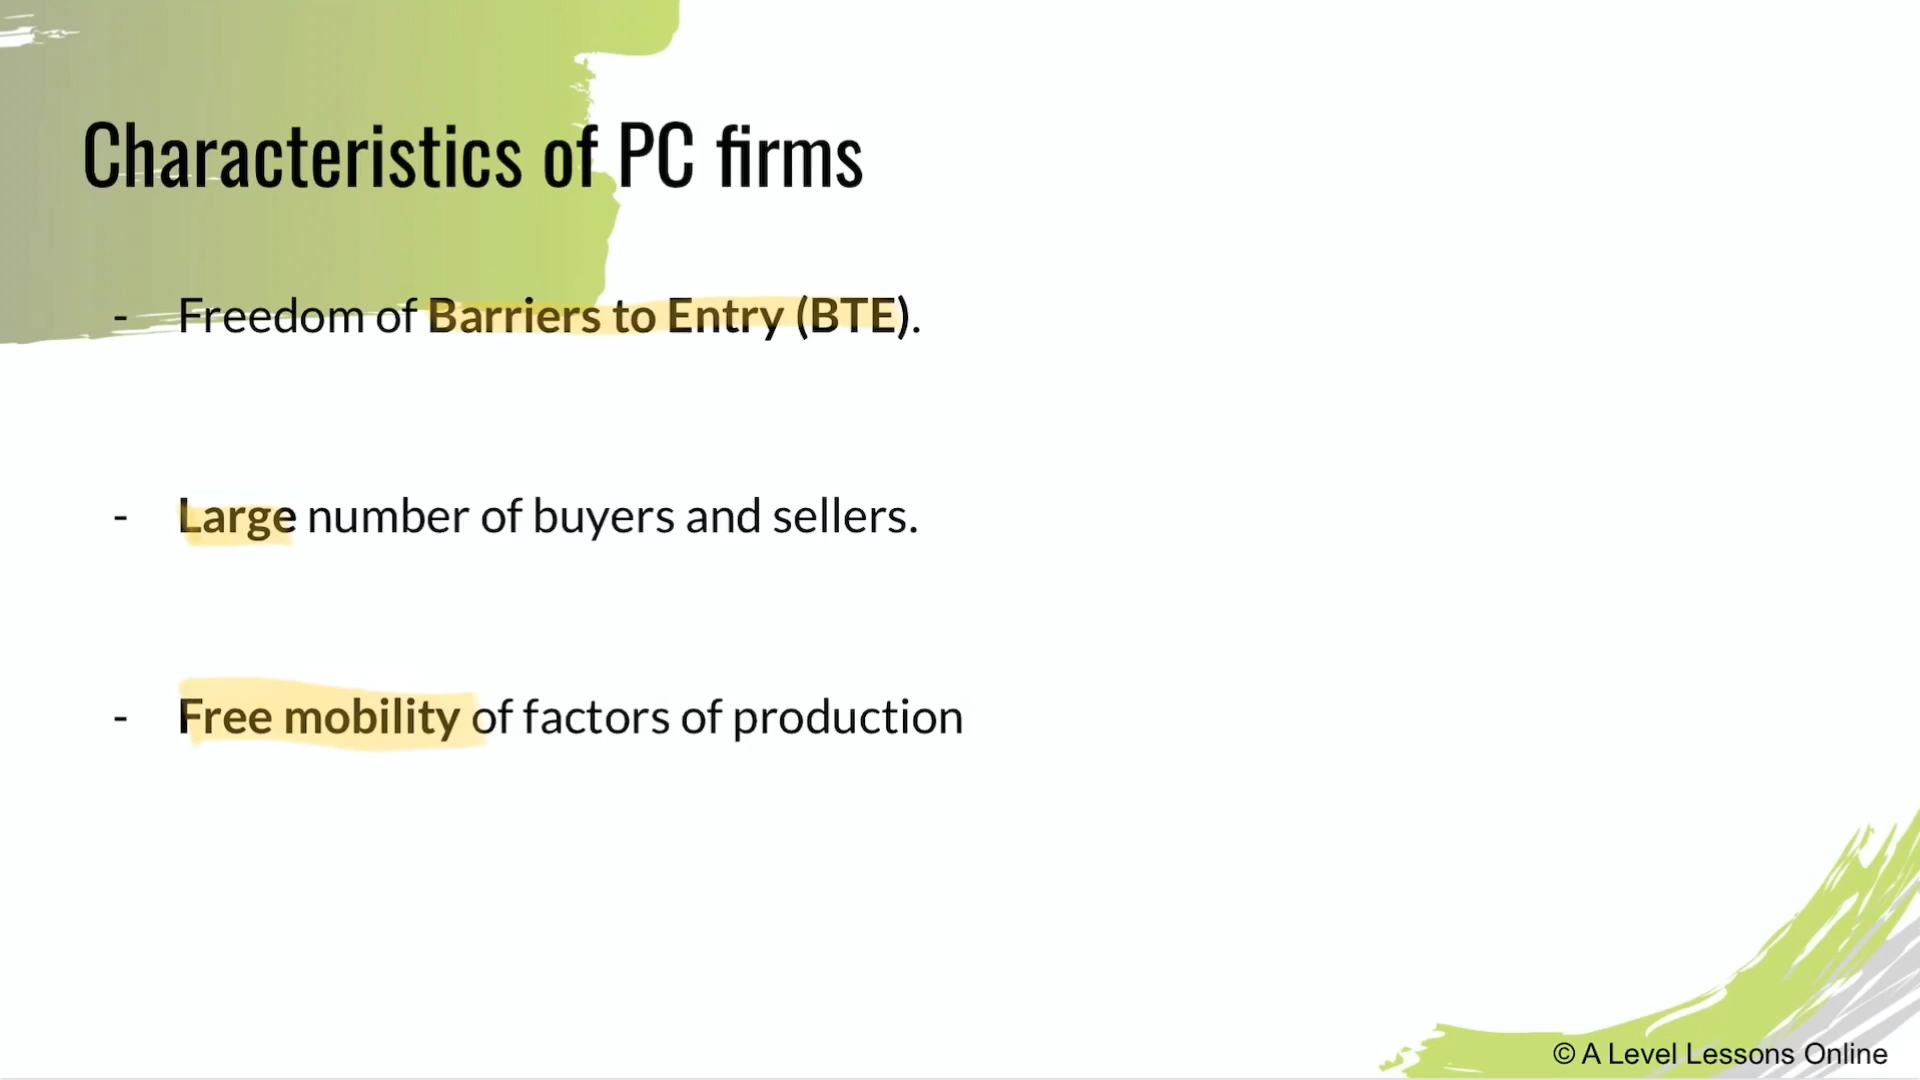 Characteristics of PC firms
- Freedom of Barriers to Entry (BTE).
- Large number of buyers and sellers.
- Free mobility of factors of production
© A Level Lessons Online